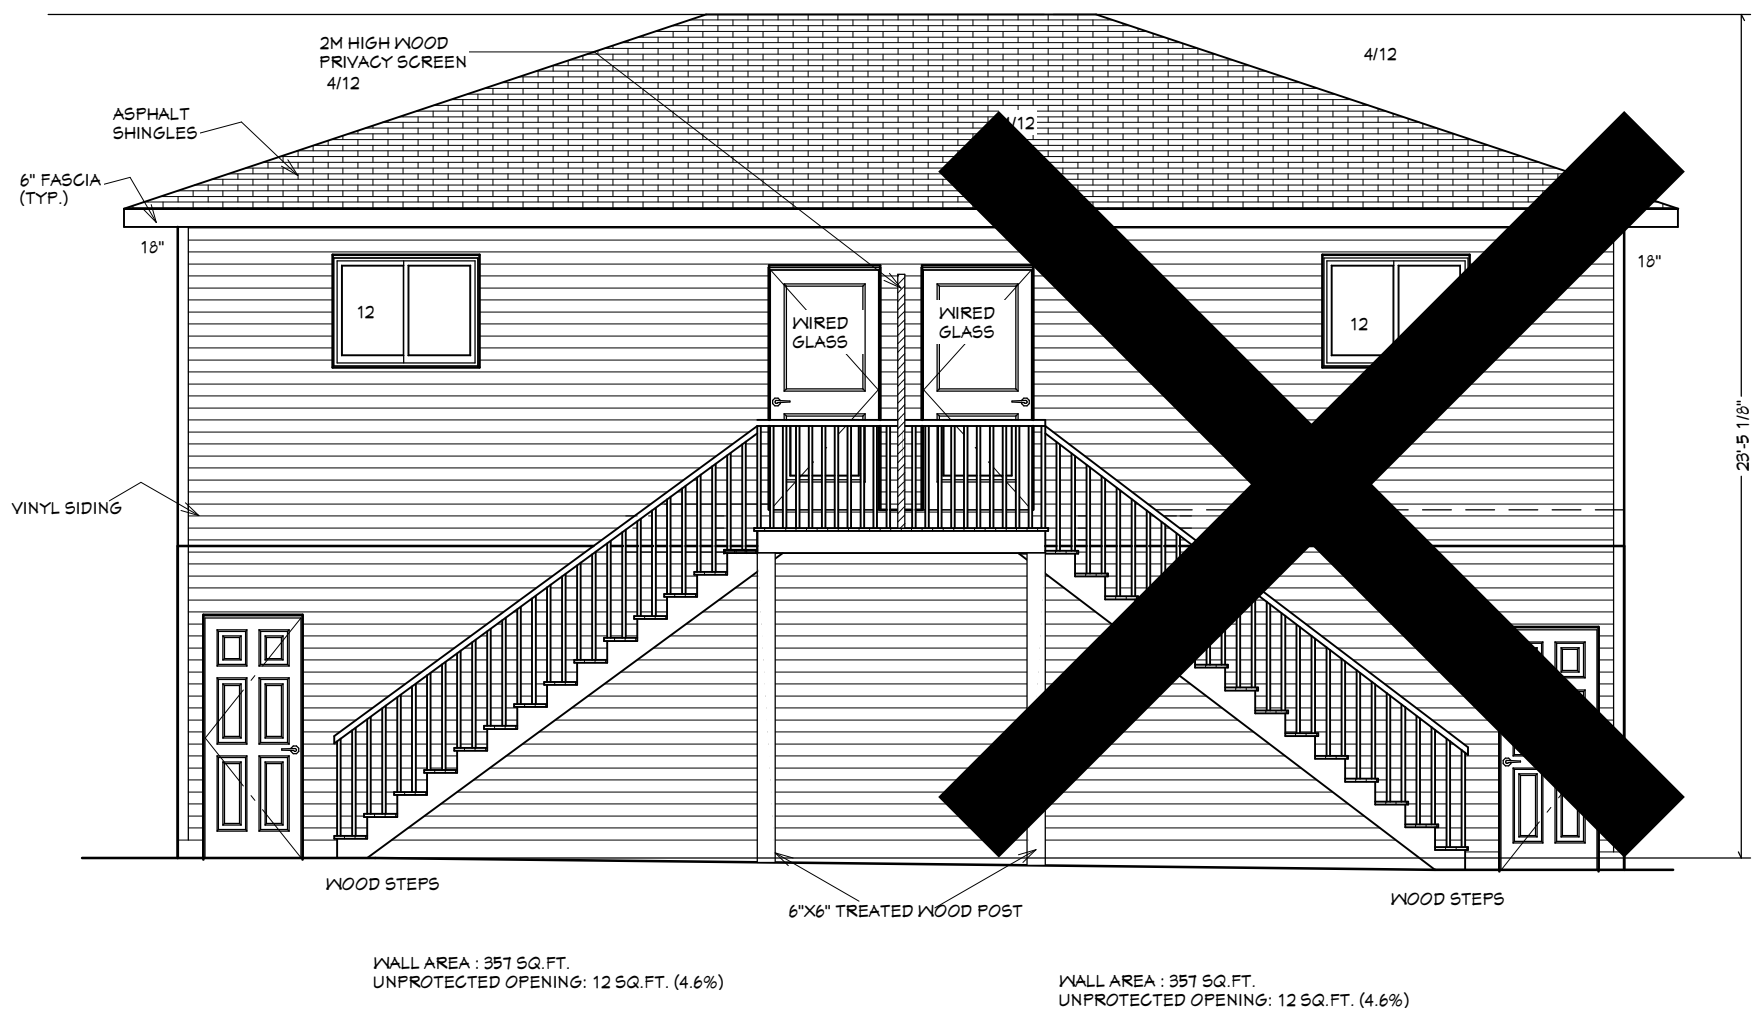 2M HIGH WOOD
PRIVACY SCREEN
4/12
4/12
ASPHALT
SHINGLES
/12
6" FASCIA
(TYP.)
18"
18"
12
WIRED
GLASS
WIRED
GLASS
12
23'-5 1/8"
VINYL SIDING
WOOD STEPS
6"X6" TREATED WOOD POST
WOOD STEPS
WALL AREA : 357 SQ.FT.
UNPROTECTED OPENING: 12 SQ.FT. (4.6%)
WALL AREA : 357 SQ.FT.
UNPROTECTED OPENING: 12 SQ.FT. (4.6%)